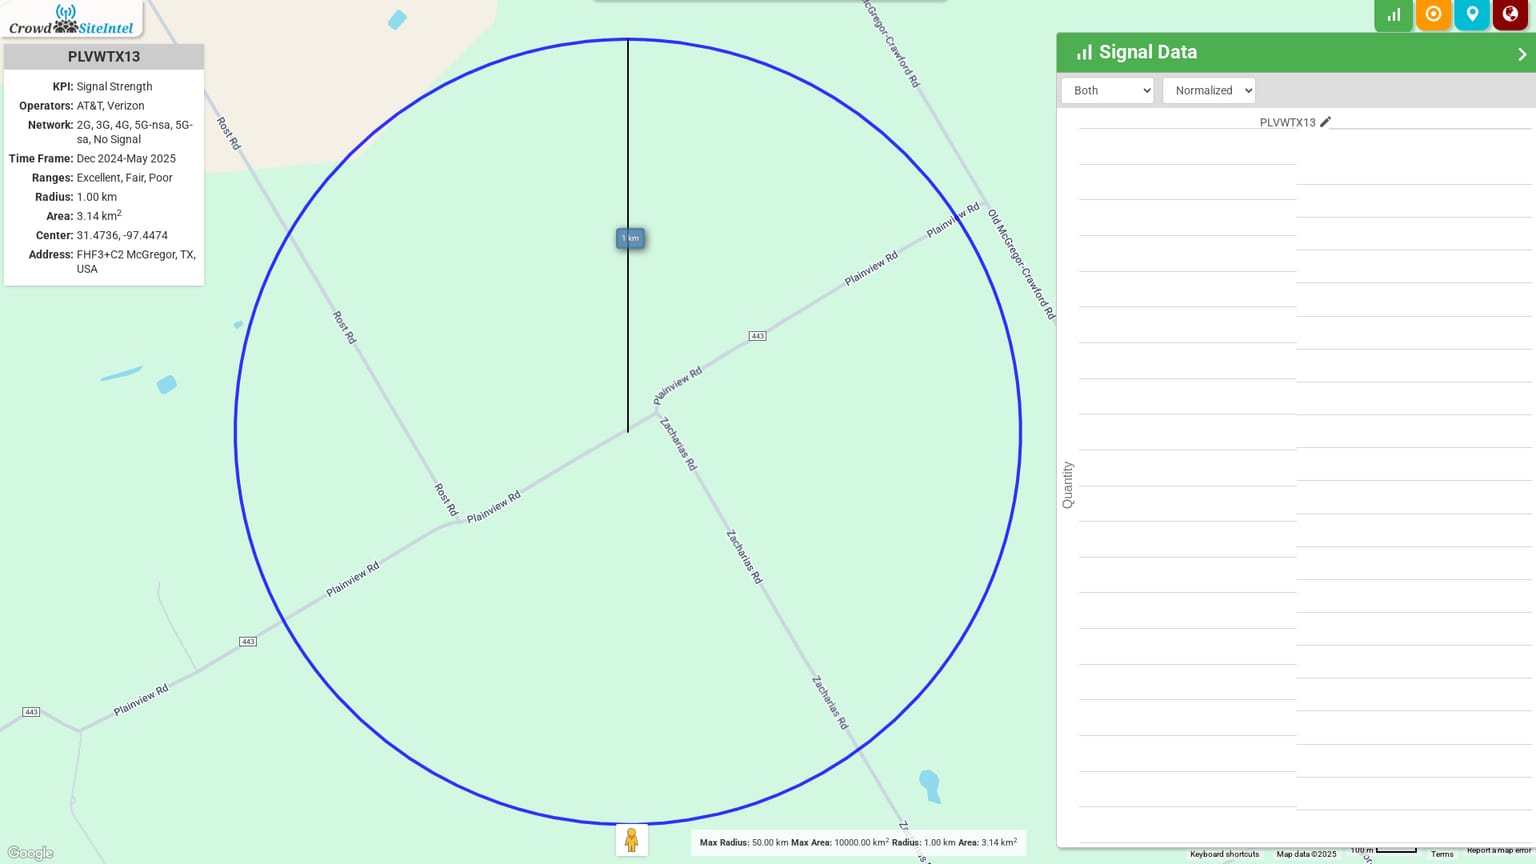 Crowd SiteIntel
PLVWTX13
KPI: Signal Strength
Operators: AT&T, Verizon
Network: 2G, 3G, 4G, 5G-nsa, 5G-
sa, No Signal
Time Frame: Dec 2024-May 2025
Ranges: Excellent, Fair, Poor
Radius: 1.00 km
Area: 3.14 km²
Center: 31.4736, -97.4474
Address: FHF3+C2 McGregor, TX,
USA
Signal Data
Both
Normalized
PLVWTX13
Quantity
McGregor-Crawford Rd
Rost Rd
1 km
Plainview Rd
Old McGregor-Crawford Rd
Plainview Rd
Rost Rd
443
Plainview Rd
Zacharias Rd
Rost Rd
Plainview Rd
Zacharias Rd
Plainview Rd
443
Plainview Rd
Zacharias Rd
443
Max Radius: 50.00 km Max Area: 10000.00 km² Radius: 1.00 km Area: 3.14 km²
Google
Keyboard shortcuts
Map data ©2025
100 m
Terms
Report a map error